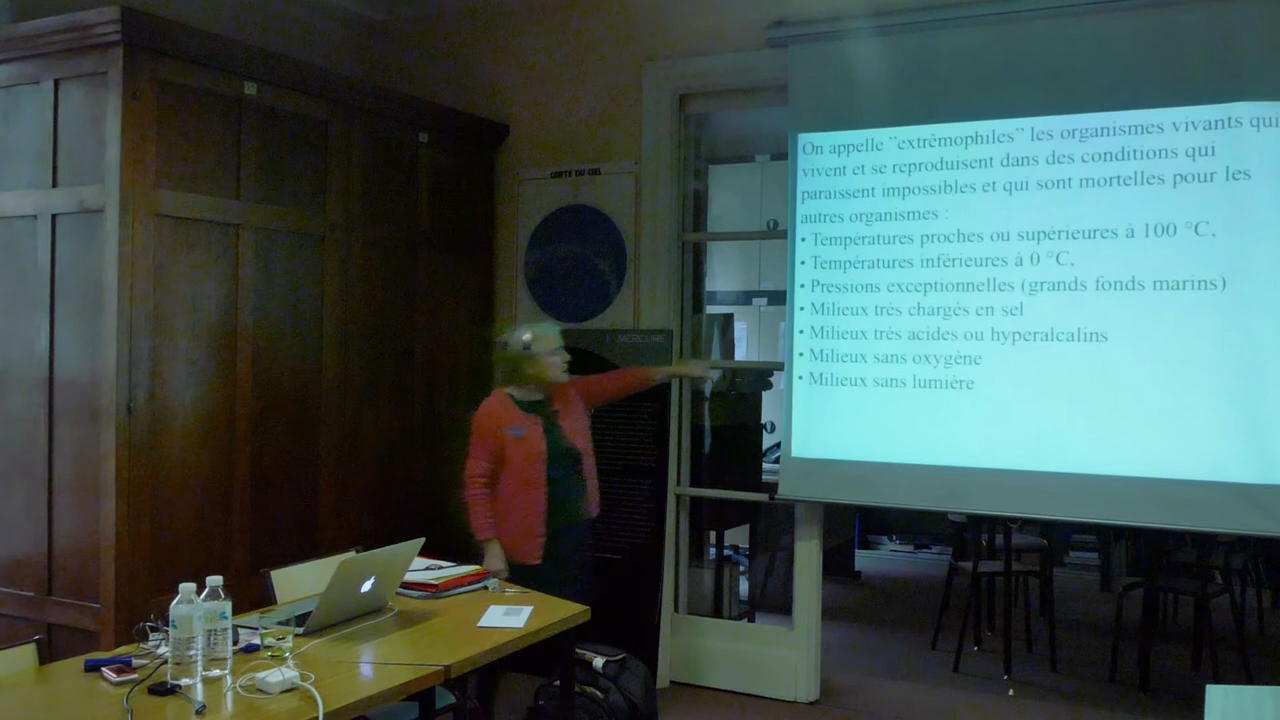 CARTE DU CIEL
MERCURE
On appelle "extrêmophiles" les organismes vivants qui
vivent et se reproduisent dans des conditions qui
paraissent impossibles et qui sont mortelles pour les
autres organismes :
• Températures proches ou supérieures à 100 °C,
• Températures inférieures à 0 °C,
• Pressions exceptionnelles (grands fonds marins)
• Milieux très chargés en sel
• Milieux très acides ou hyperalcalins
• Milieux sans oxygène
• Milieux sans lumière